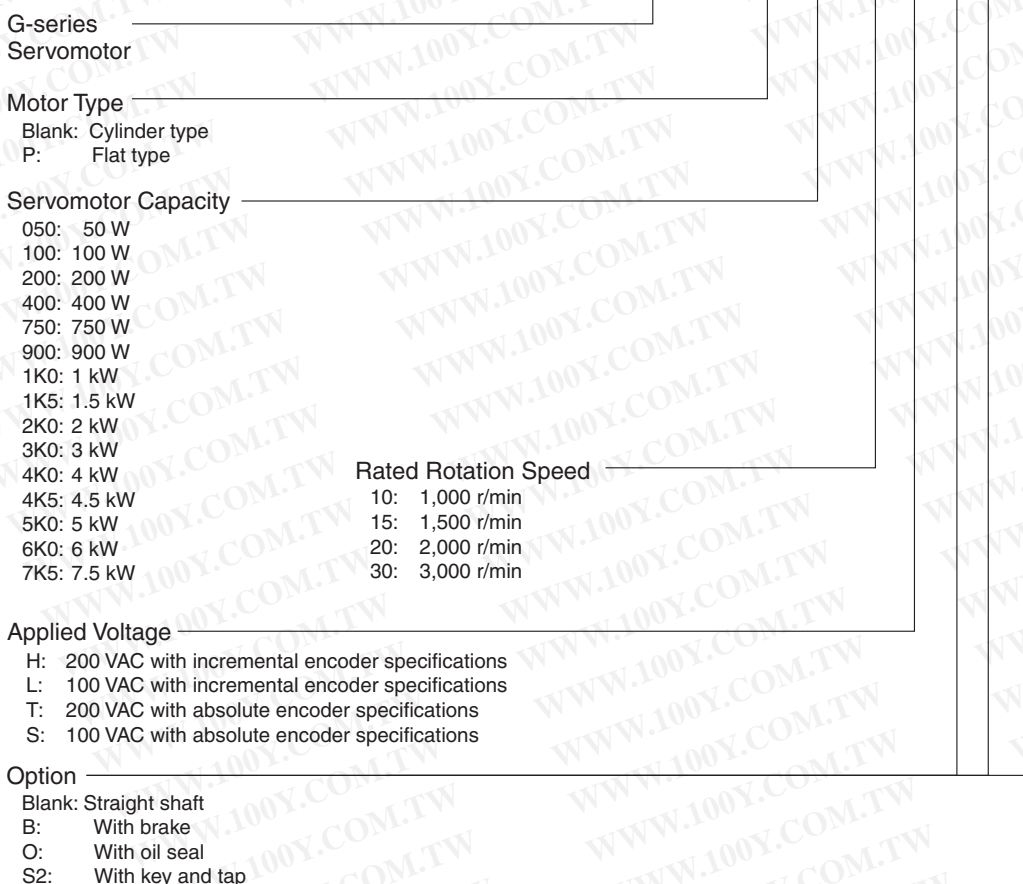 G-series
Servomotor
Motor Type
Blank: Cylinder type
P: Flat type
Servomotor Capacity
050: 50 W
100: 100 W
200: 200 W
400: 400 W
750: 750 W
900: 900 W
1K0: 1 kW
1K5: 1.5 kW
2K0: 2 kW
3K0: 3 kW
4K0: 4 kW
4K5: 4.5 kW
5K0: 5 kW
6K0: 6 kW
7K5: 7.5 kW
Rated Rotation Speed
10: 1,000 r/min
15: 1,500 r/min
20: 2,000 r/min
30: 3,000 r/min
Applied Voltage
H: 200 VAC with incremental encoder specifications
L: 100 VAC with incremental encoder specifications
T: 200 VAC with absolute encoder specifications
S: 100 VAC with absolute encoder specifications
Option
Blank: Straight shaft
B: With brake
O: With oil seal
S2: With key and tap
WWW.100Y.COM.TW